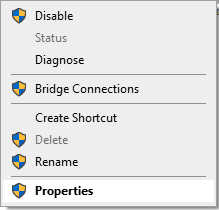 Disable
Status
Diagnose
Bridge Connections
Create Shortcut
Delete
Rename
Properties